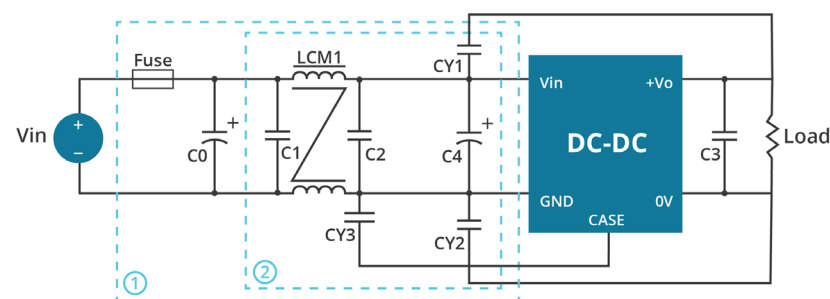 Fuse
LCM1
CY1
Vin
+
−
+
C0
C1
C2
+
C4
Vin
+Vo
DC-DC
GND
0V
CASE
C3
Load
CY3
CY2
1
2